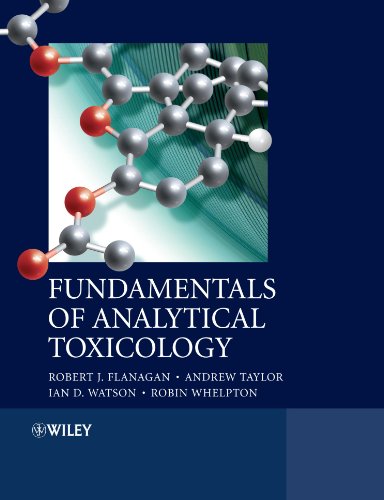 FUNDAMENTALS
OF ANALYTICAL
TOXICOLOGY
ROBERT J. FLANAGAN • ANDREW TAYLOR
IAN D. WATSON • ROBIN WHELPTON
WILEY